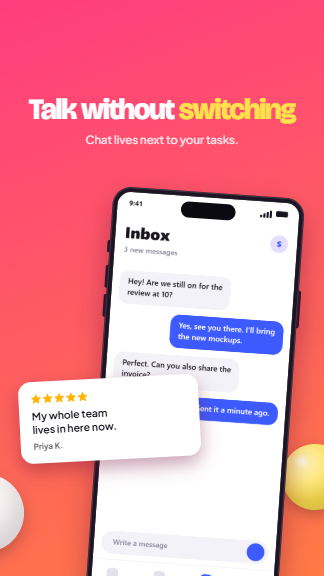 Talk without switching
Chat lives next to your tasks.
9:41
Inbox
S
3 new messages
Hey! Are we still on for the
review at 10?
Yes, see you there. I'll bring
the new mockups.
Perfect. Can you also share the
invoice?
ent it a minute ago.
My whole team
lives in here now.
Priya K.
Write a message